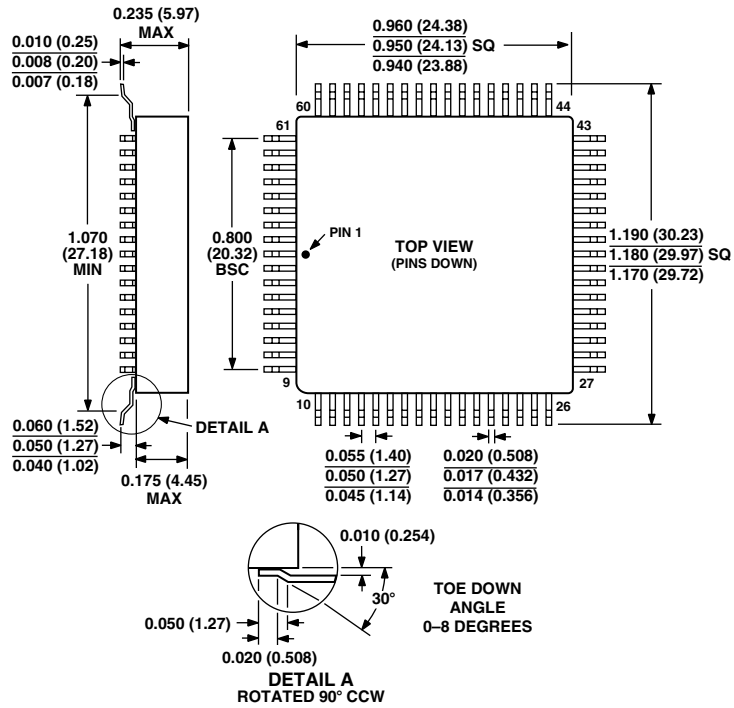 0.235 (5.97)
MAX
0.010 (0.25)
0.008 (0.20)
0.007 (0.18)
0.960 (24.38)
0.950 (24.13) SQ
0.940 (23.88)
60
44
61
43
1.070
(27.18)
MIN
0.800
(20.32)
BSC
PIN 1
TOP VIEW
(PINS DOWN)
1.190 (30.23)
1.180 (29.97) SQ
1.170 (29.72)
9
27
10
26
DETAIL A
0.060 (1.52)
0.050 (1.27)
0.040 (1.02)
0.175 (4.45)
MAX
0.055 (1.40)
0.050 (1.27)
0.045 (1.14)
0.020 (0.508)
0.017 (0.432)
0.014 (0.356)
0.010 (0.254)
30°
0.050 (1.27)
0.020 (0.508)
TOE DOWN
ANGLE
0–8 DEGREES
DETAIL A
ROTATED 90° CCW